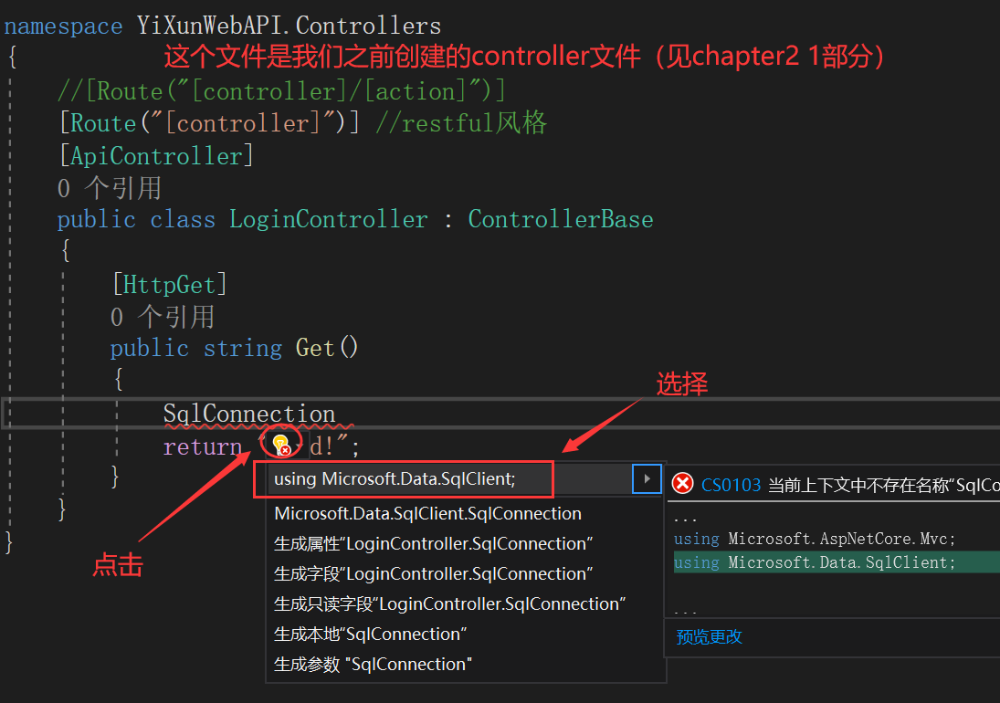 namespace YiXunWebAPI.Controllers
{
这个文件是我们之前创建的controller文件（见chapter2 1部分）
//[Route("[controller]/[action]")]
[Route("[controller]")] //restful风格
[ApiController]
0 个引用
public class LoginController : ControllerBase
{
[HttpGet]
0 个引用
public string Get()
{
选择
SqlConnection
return "
d!";
}
}
}
点击
using Microsoft.Data.SqlClient;
Microsoft.Data.SqlClient.SqlConnection
生成属性“LoginController.SqlConnection”
生成字段“LoginController.SqlConnection”
生成只读字段“LoginController.SqlConnection”
生成本地“SqlConnection”
生成参数 "SqlConnection"
CS0103 当前上下文中不存在名称“SqlCo
...
using Microsoft.AspNetCore.Mvc;
using Microsoft.Data.SqlClient;
...
预览更改